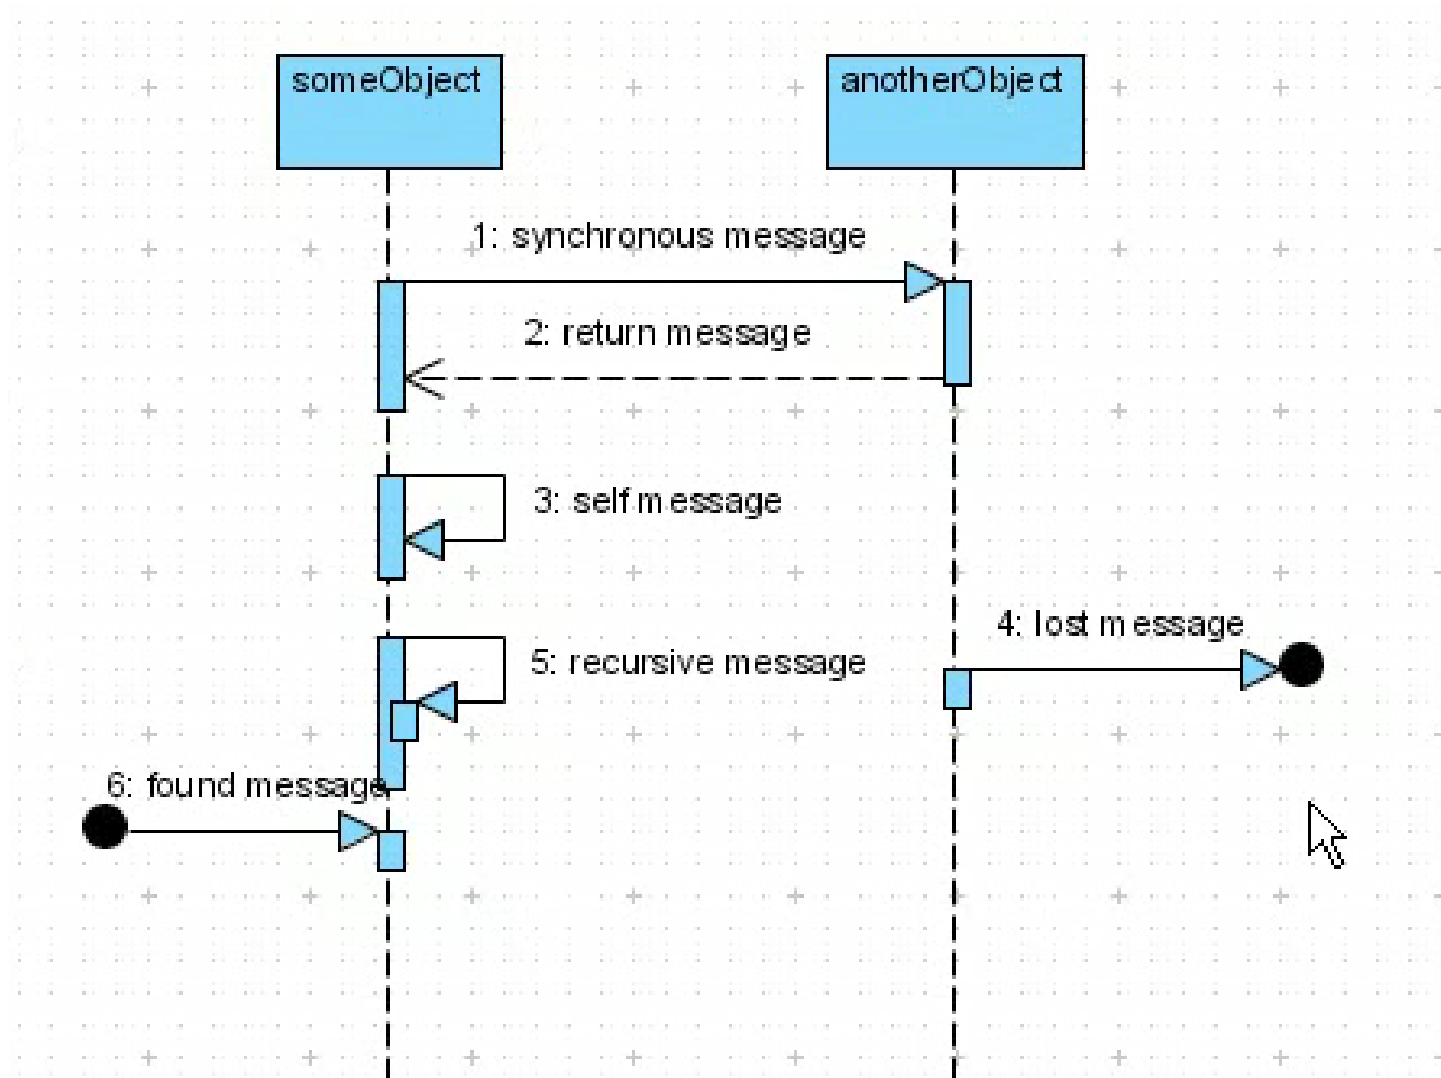 someObject
anotherObject
1: synchronous message
2: return message
3: self message
4: lost message
5: recursive message
6: found message